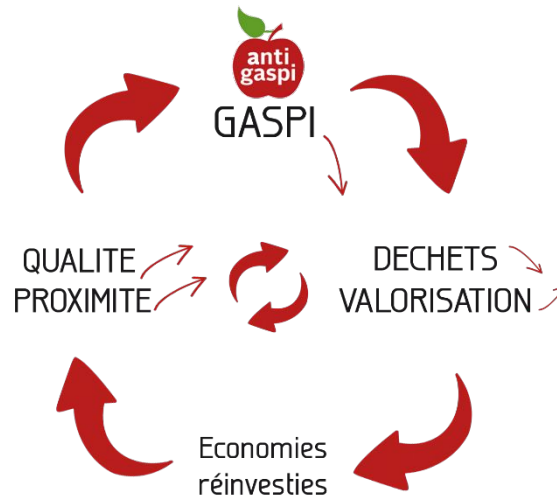 anti
gaspi
GASPI
QUALITE
PROXIMITE
DECHETS
VALORISATION
Economies
réinvesties